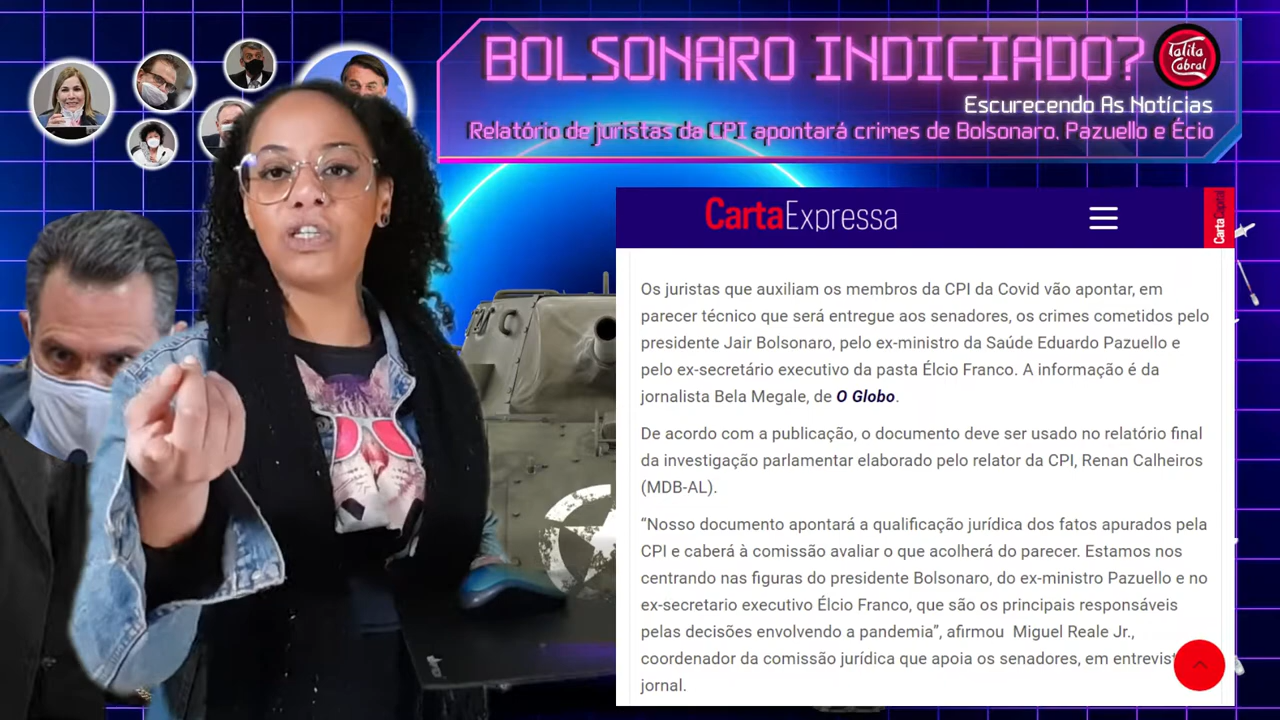 BOLSONARO INDICIADO?
Talita
Cabral
Escurecendo As Notícias
Relatório de juristas da CPI apontará crimes de Bolsonaro, Pazuello e Écio
CartaExpressa
CartaCapital
Os juristas que auxiliam os membros da CPI da Covid vão apontar, em
parecer técnico que será entregue aos senadores, os crimes cometidos pelo
presidente Jair Bolsonaro, pelo ex-ministro da Saúde Eduardo Pazuello e
pelo ex-secretário executivo da pasta Élcio Franco. A informação é da
jornalista Bela Megale, de O Globo.
De acordo com a publicação, o documento deve ser usado no relatório final
da investigação parlamentar elaborado pelo relator da CPI, Renan Calheiros
(MDB-AL).
“Nosso documento apontará a qualificação jurídica dos fatos apurados pela
CPI e caberá à comissão avaliar o que acolherá do parecer. Estamos nos
centrando nas figuras do presidente Bolsonaro, do ex-ministro Pazuello e no
ex-secretario executivo Élcio Franco, que são os principais responsáveis
pelas decisões envolvendo a pandemia”, afirmou Miguel Reale Jr.,
coordenador da comissão jurídica que apoia os senadores, em entrevist
jornal.